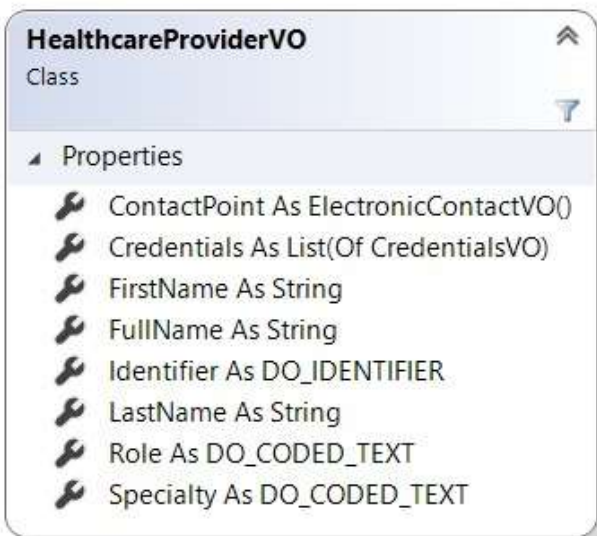 HealthcareProviderVO
Class
Properties
ContactPoint As ElectronicContactVO()
Credentials As List(Of CredentialsVO)
FirstName As String
FullName As String
Identifier As DO_IDENTIFIER
LastName As String
Role As DO_CODED_TEXT
Specialty As DO_CODED_TEXT